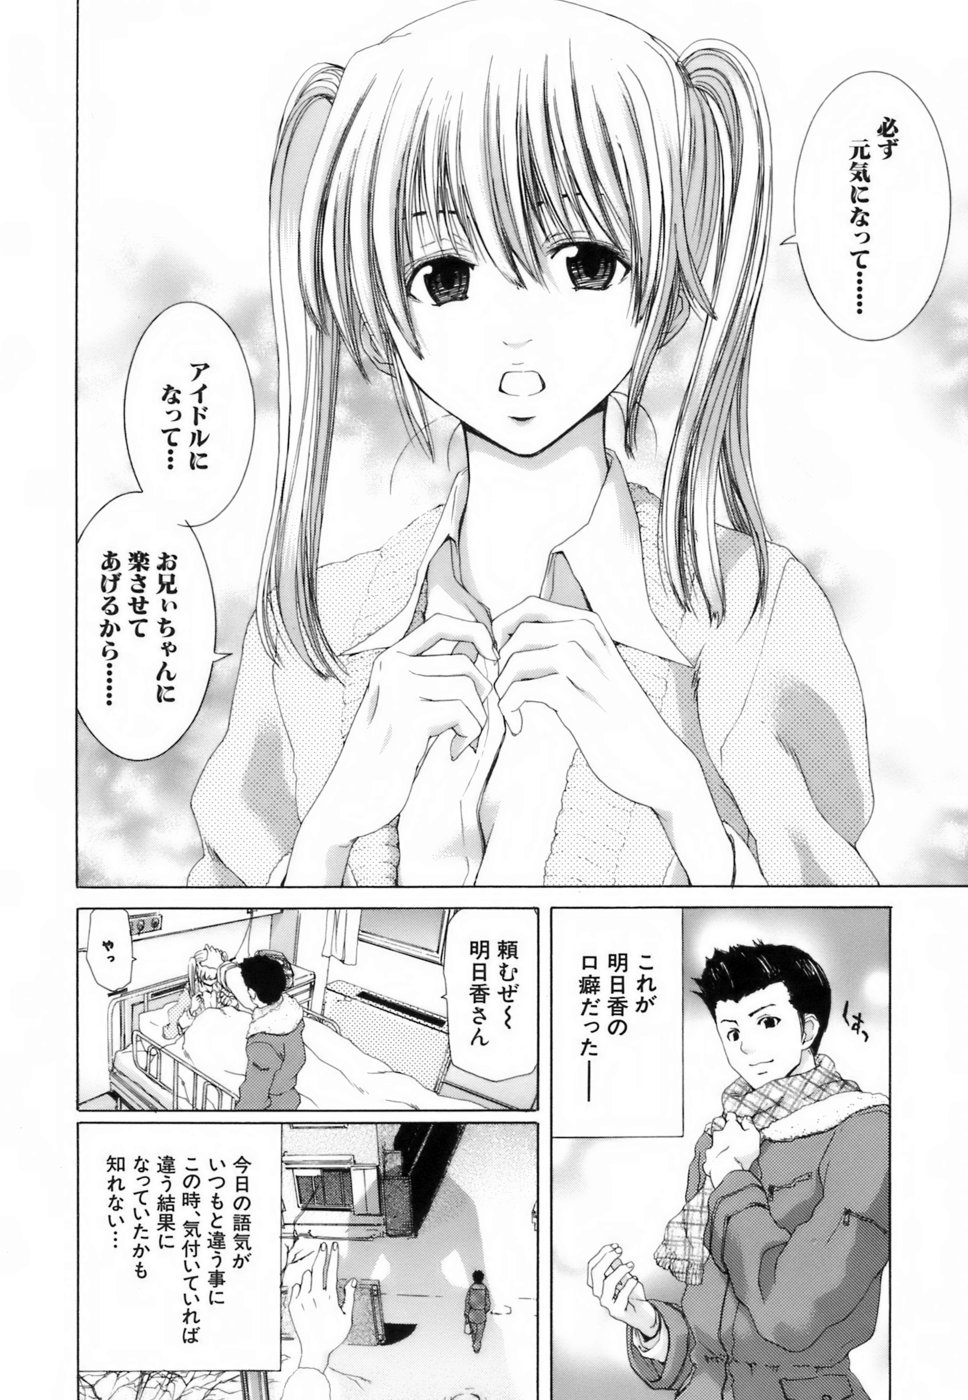 必ず
元気になって……
アイドルに
なって…
お兄ぃちゃんに
楽させて
あげるから……
これが
明日香の
口癖だった――
くすっ
頼むぜ〜
明日香さん
やっ
今日の語気が
いつもと違う事に
この時、気付いていれば
違う結果に
なっていたかも
知れない…